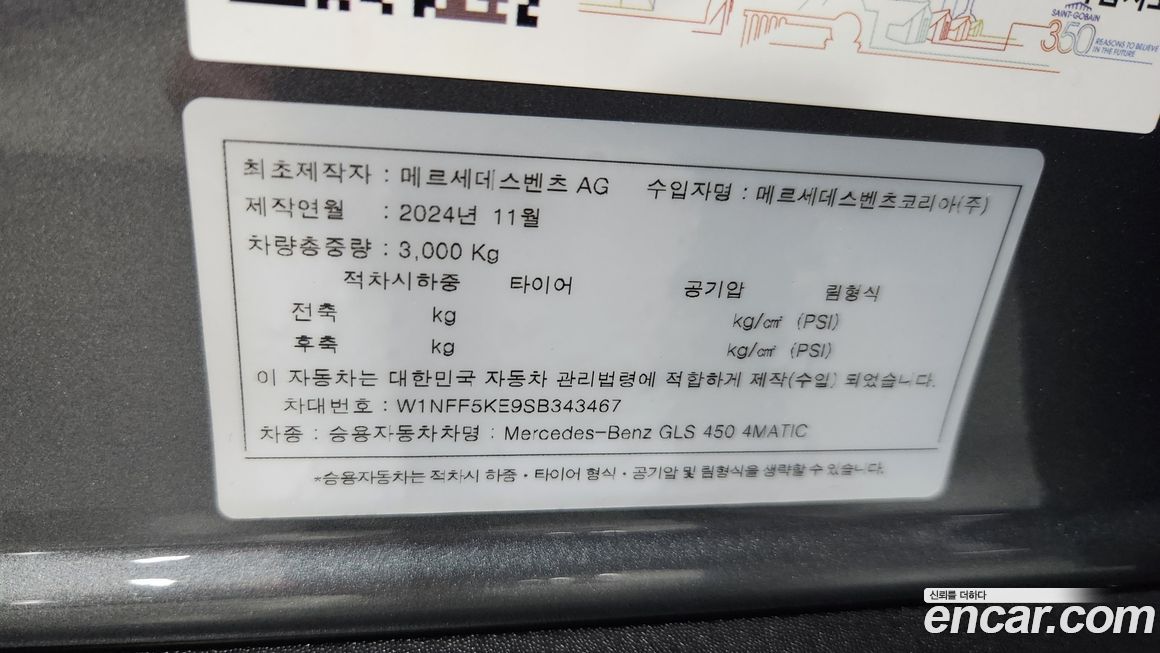 SAINT-GOBAIN
350 REASONS TO BELIEVE
IN THE FUTURE
최초제작자 : 메르세데스벤츠 AG 수입자명 : 메르세데스벤츠코리아(주)
제작연월 : 2024년 11월
차량총중량 : 3,000 Kg
적차시하중 타이어 공기압 림형식
전축 kg kg/㎠ (PSI)
후축 kg kg/㎠ (PSI)
이 자동차는 대한민국 자동차 관리법령에 적합하게 제작(수입) 되었습니다.
차대번호 : W1NFF5KE9SB343467
차종 : 승용자동차차명 : Mercedes-Benz GLS 450 4MATIC
*승용자동차는 적차시 하중・타이어 형식・공기압 및 림형식을 생략할 수 있습니다.
신뢰를 더하다
encar.com